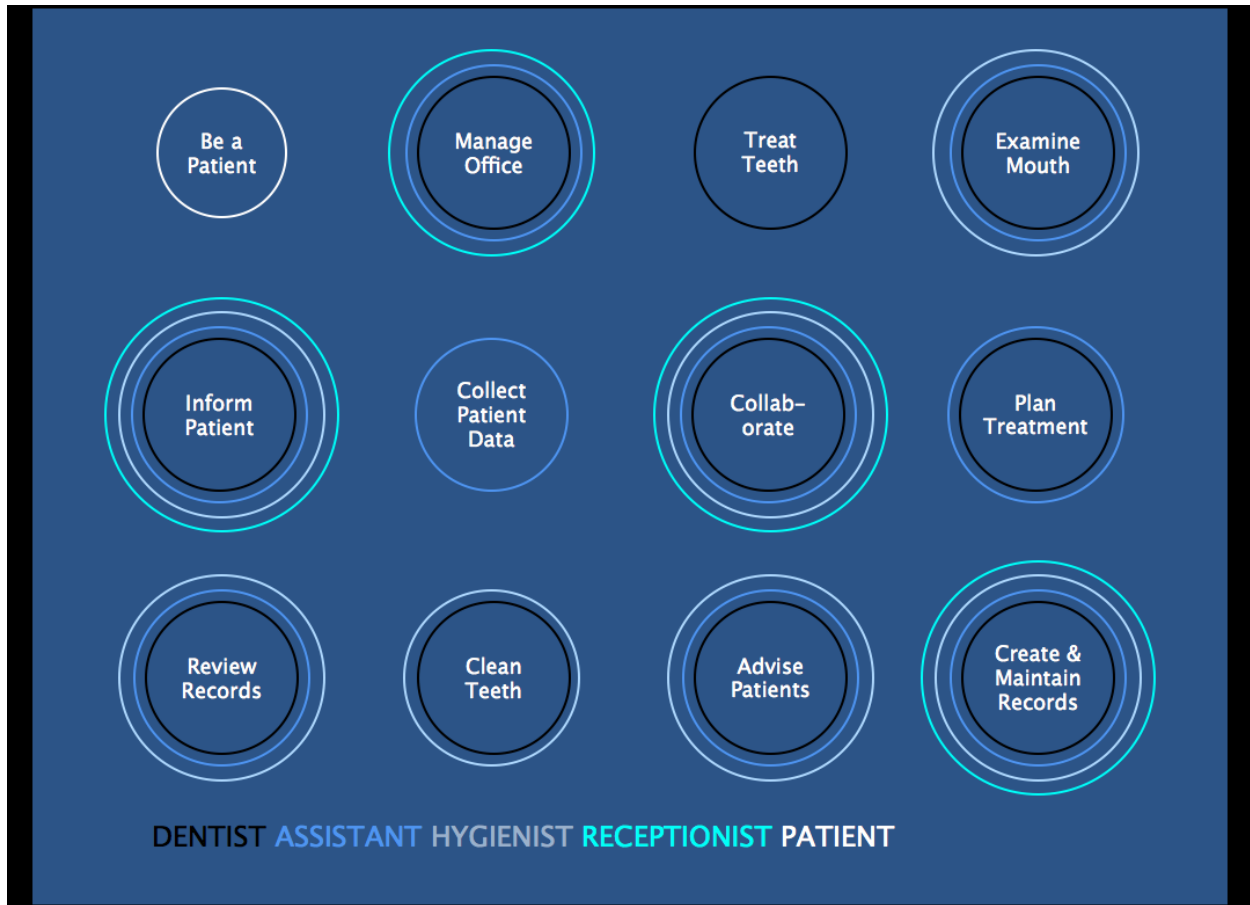 Be a
Patient
Manage
Office
Treat
Teeth
Examine
Mouth
Inform
Patient
Collect
Patient
Data
Collab-
orate
Plan
Treatment
Review
Records
Clean
Teeth
Advise
Patients
Create &
Maintain
Records
DENTIST ASSISTANT HYGIENIST RECEPTIONIST PATIENT